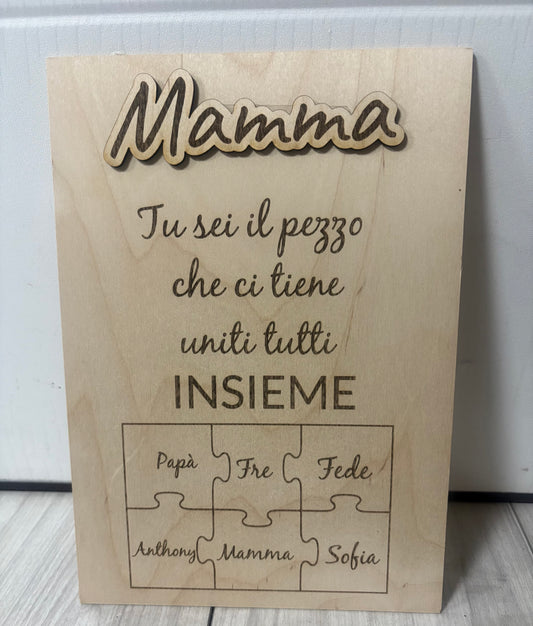 Mamma
Tu sei il pezzo
che ci tiene
uniti tutti
INSIEME
Papà Fre Fede
Anthony Mamma Sofia